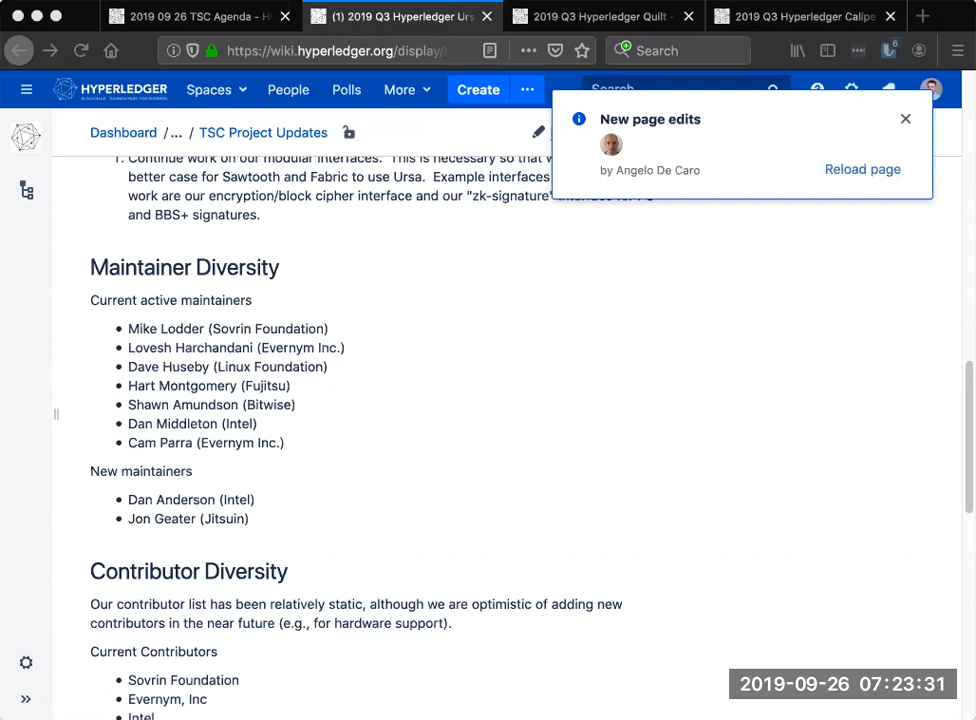 2019 09 26 TSC Agenda - H
(1) 2019 Q3 Hyperledger Urs
2019 Q3 Hyperledger Quilt -
2019 Q3 Hyperledger Calipe
https://wiki.hyperledger.org/display/
Search
HYPERLEDGER
Spaces
People
Polls
More
Create
Search
8
Dashboard / ... / TSC Project Updates
New page edits
by Angelo De Caro
Reload page
1. Continue work on our modular interfaces. This is necessary so that w
better case for Sawtooth and Fabric to use Ursa. Example interfaces
work are our encryption/block cipher interface and our "zk-signature"
and BBS+ signatures.
Maintainer Diversity
Current active maintainers
• Mike Lodder (Sovrin Foundation)
• Lovesh Harchandani (Evernym Inc.)
• Dave Huseby (Linux Foundation)
• Hart Montgomery (Fujitsu)
• Shawn Amundson (Bitwise)
• Dan Middleton (Intel)
• Cam Parra (Evernym Inc.)
New maintainers
• Dan Anderson (Intel)
• Jon Geater (Jitsuin)
Contributor Diversity
Our contributor list has been relatively static, although we are optimistic of adding new
contributors in the near future (e.g., for hardware support).
Current Contributors
• Sovrin Foundation
• Evernym, Inc
• Intel
2019-09-26 07:23:31